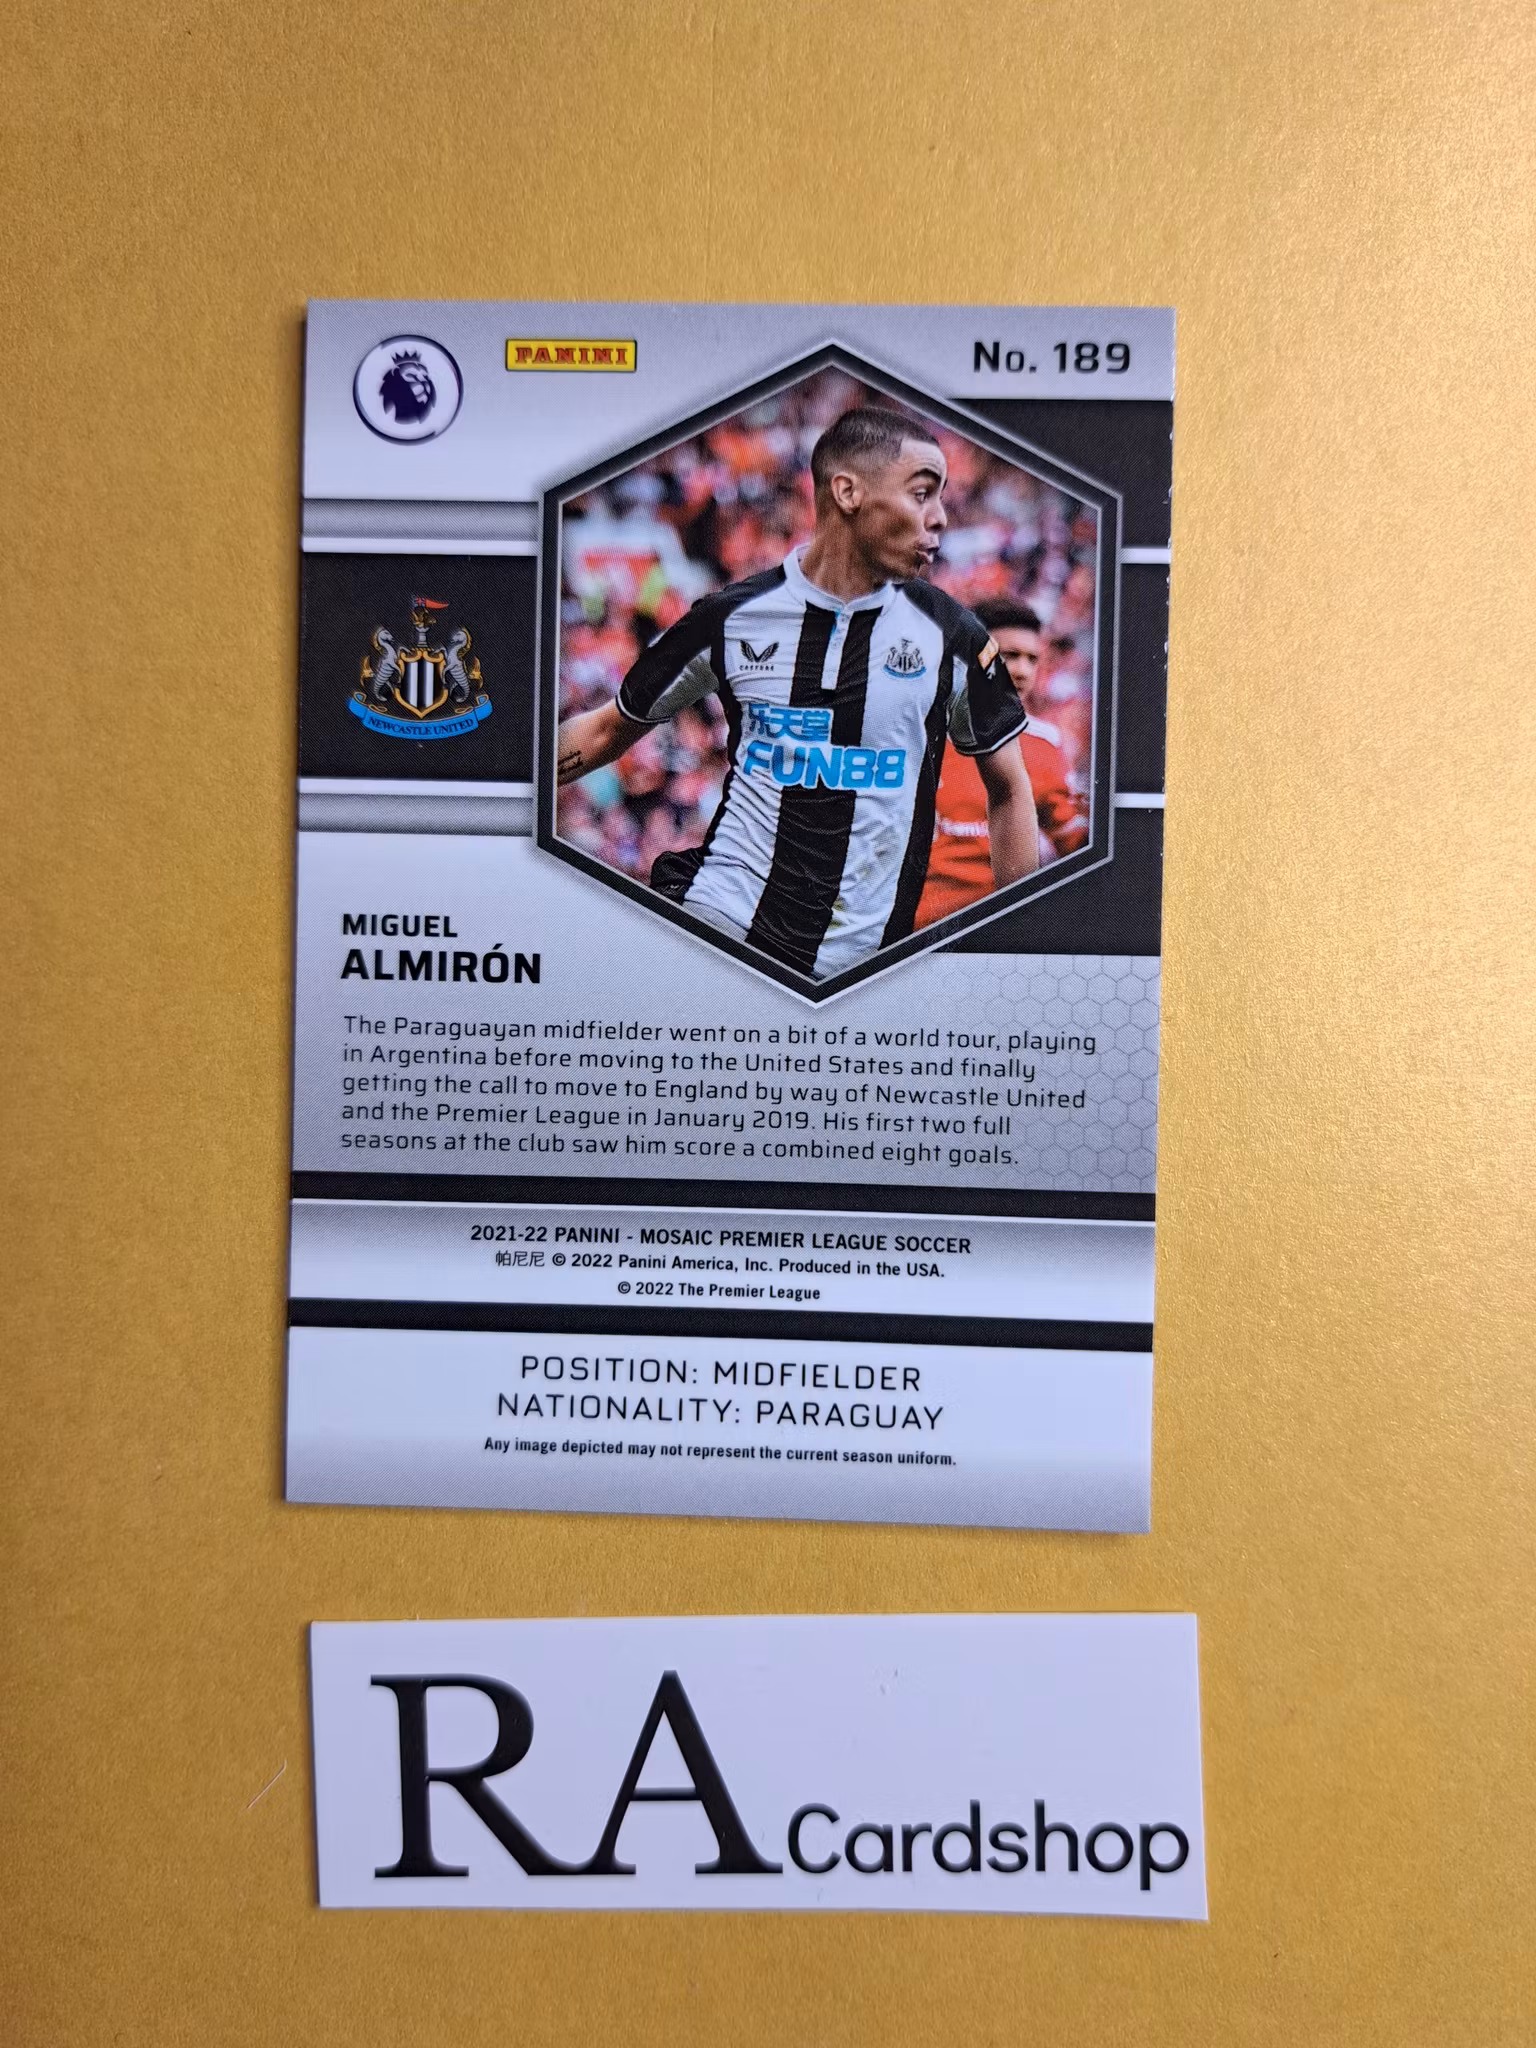 PANINI
No. 189
NEWCASTLE UNITED
CASTORE
乐天堂
FUN88
MIGUEL
ALMIRÓN
The Paraguayan midfielder went on a bit of a world tour, playing
in Argentina before moving to the United States and finally
getting the call to move to England by way of Newcastle United
and the Premier League in January 2019. His first two full
seasons at the club saw him score a combined eight goals.
2021-22 PANINI - MOSAIC PREMIER LEAGUE SOCCER
帕尼尼 © 2022 Panini America, Inc. Produced in the USA.
© 2022 The Premier League
POSITION: MIDFIELDER
NATIONALITY: PARAGUAY
Any image depicted may not represent the current season uniform.
RA Cardshop